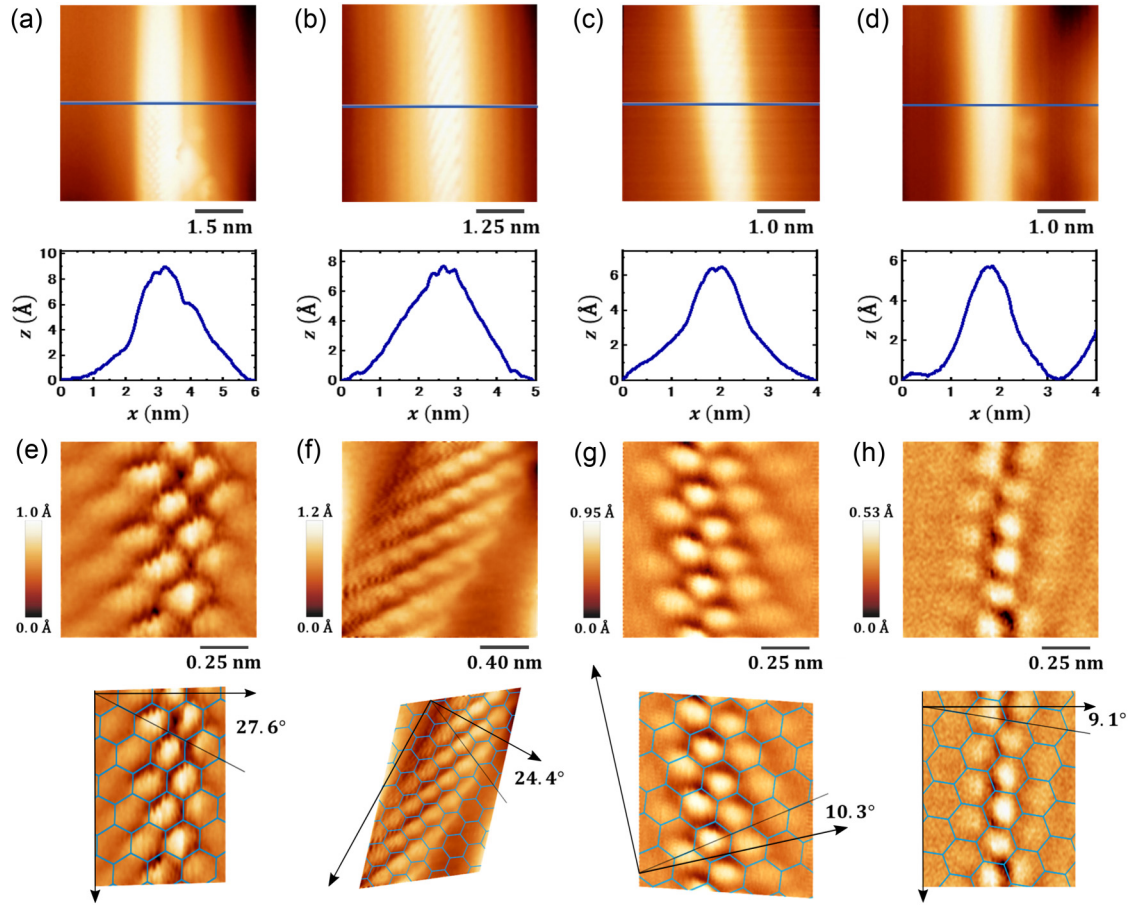 (a) (b) (c) (d)
1.5 nm 1.25 nm 1.0 nm 1.0 nm
z (Å) 10 8 6 4 2 0
0 1 2 3 4 5 6
x (nm)
z (Å) 8 6 4 2 0
0 1 2 3 4 5
x (nm)
z (Å) 6 4 2 0
0 1 2 3 4
x (nm)
z (Å) 6 4 2 0
0 1 2 3 4
x (nm)
(e) (f) (g) (h)
1.0 Å 1.2 Å 0.95 Å 0.53 Å
0.0 Å 0.0 Å 0.0 Å 0.0 Å
0.25 nm 0.40 nm 0.25 nm 0.25 nm
27.6° 24.4° 10.3° 9.1°